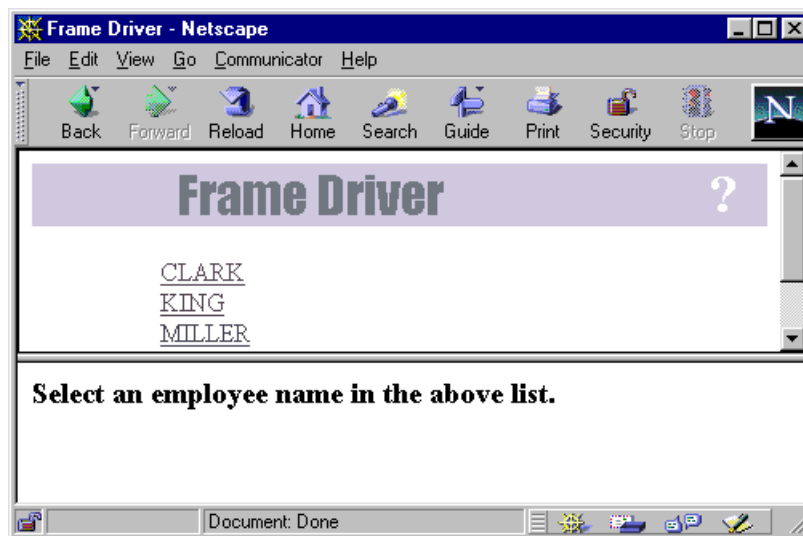 Frame Driver - Netscape
File Edit View Go Communicator Help
Back Forward Reload Home Search Guide Print Security Stop
N
Frame Driver ?
CLARK
KING
MILLER
Select an employee name in the above list.
Document: Done